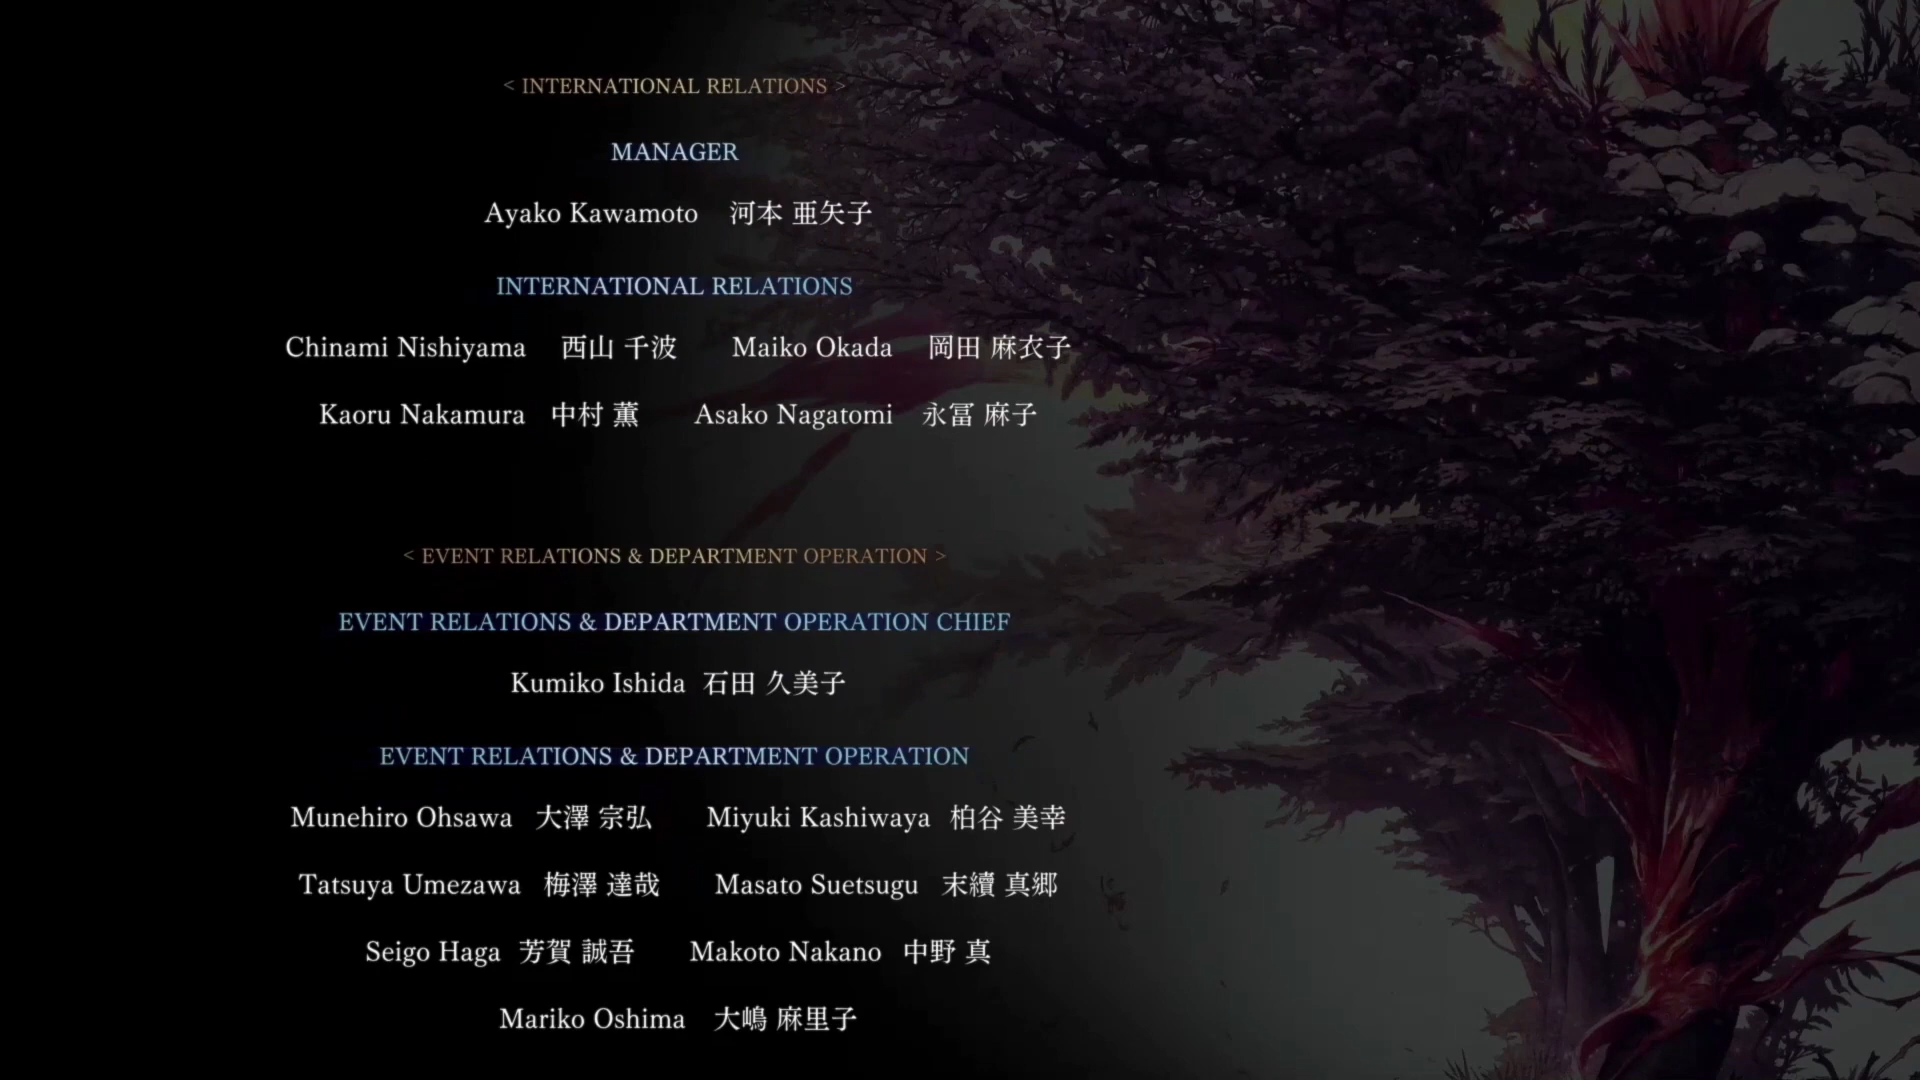 < INTERNATIONAL RELATIONS >
MANAGER
Ayako Kawamoto 河本 亜矢子
INTERNATIONAL RELATIONS
Chinami Nishiyama 西山 千波 Maiko Okada 岡田 麻衣子
Kaoru Nakamura 中村 薫 Asako Nagatomi 永冨 麻子
< EVENT RELATIONS & DEPARTMENT OPERATION >
EVENT RELATIONS & DEPARTMENT OPERATION CHIEF
Kumiko Ishida 石田 久美子
EVENT RELATIONS & DEPARTMENT OPERATION
Munehiro Ohsawa 大澤 宗弘 Miyuki Kashiwaya 柏谷 美幸
Tatsuya Umezawa 梅澤 達哉 Masato Suetsugu 末續 真郷
Seigo Haga 芳賀 誠吾 Makoto Nakano 中野 真
Mariko Oshima 大嶋 麻里子